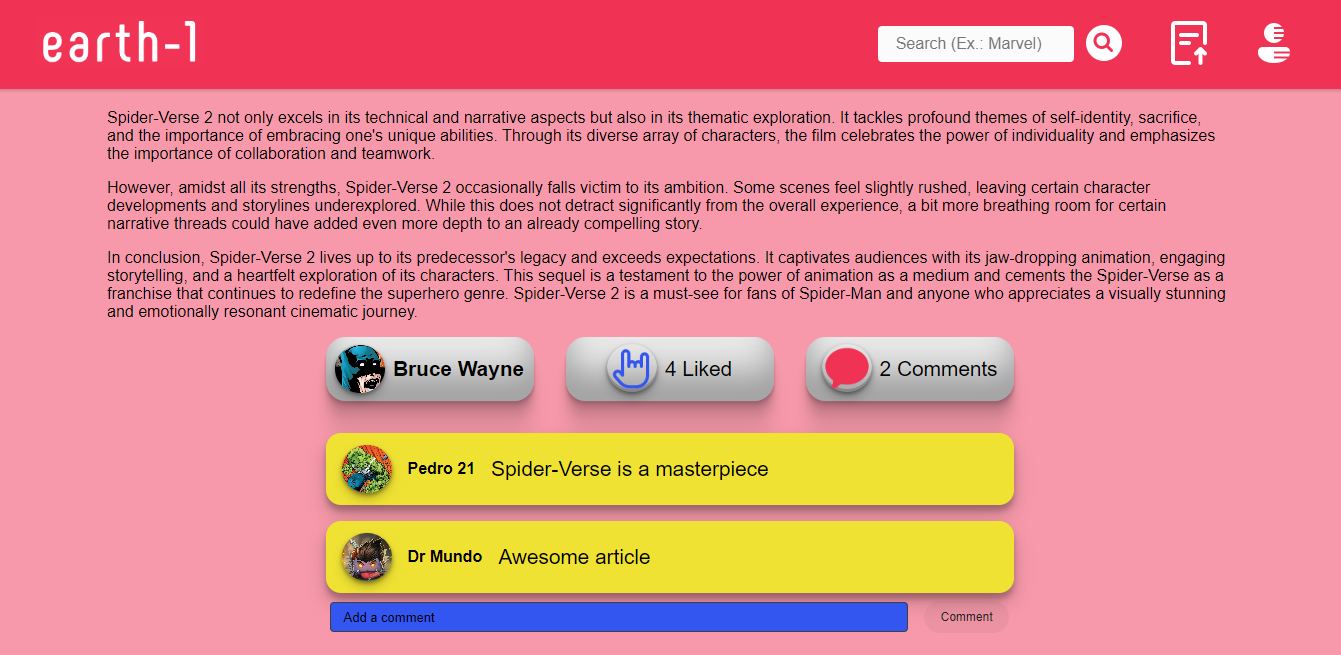 earth-1
Search (Ex.: Marvel)
Spider-Verse 2 not only excels in its technical and narrative aspects but also in its thematic exploration. It tackles profound themes of self-identity, sacrifice,
and the importance of embracing one's unique abilities. Through its diverse array of characters, the film celebrates the power of individuality and emphasizes
the importance of collaboration and teamwork.
However, amidst all its strengths, Spider-Verse 2 occasionally falls victim to its ambition. Some scenes feel slightly rushed, leaving certain character
developments and storylines underexplored. While this does not detract significantly from the overall experience, a bit more breathing room for certain
narrative threads could have added even more depth to an already compelling story.
In conclusion, Spider-Verse 2 lives up to its predecessor's legacy and exceeds expectations. It captivates audiences with its jaw-dropping animation, engaging
storytelling, and a heartfelt exploration of its characters. This sequel is a testament to the power of animation as a medium and cements the Spider-Verse as a
franchise that continues to redefine the superhero genre. Spider-Verse 2 is a must-see for fans of Spider-Man and anyone who appreciates a visually stunning
and emotionally resonant cinematic journey.
Bruce Wayne
4 Liked
2 Comments
Pedro 21 Spider-Verse is a masterpiece
Dr Mundo Awesome article
Add a comment
Comment